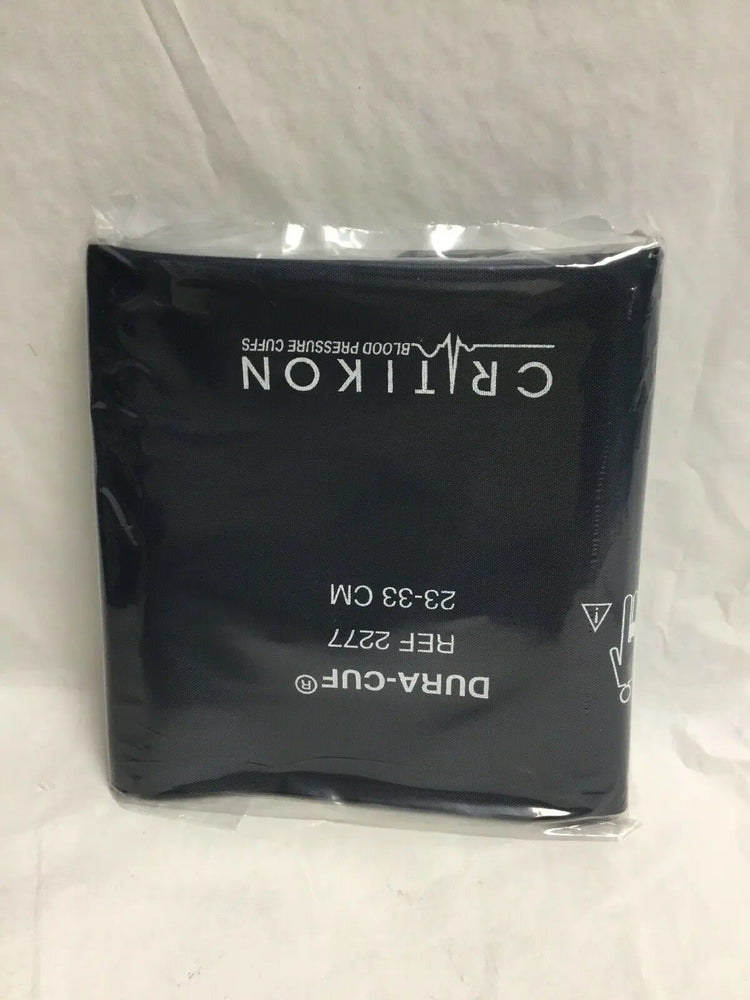 DURA-CUF®
REF 2277
23-33 CM
CRITIKON
BLOOD PRESSURE CUFFS